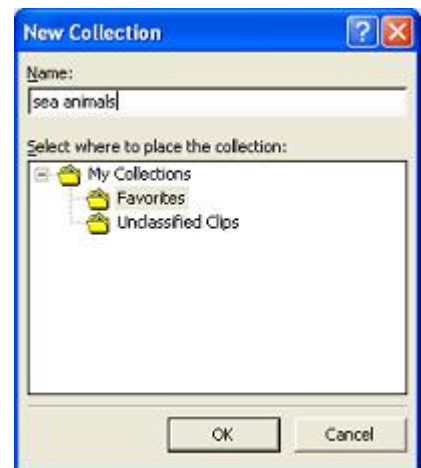 New Collection
Name:
sea animals
Select where to place the collection:
My Collections
Favorites
Unclassified Clips
OK Cancel